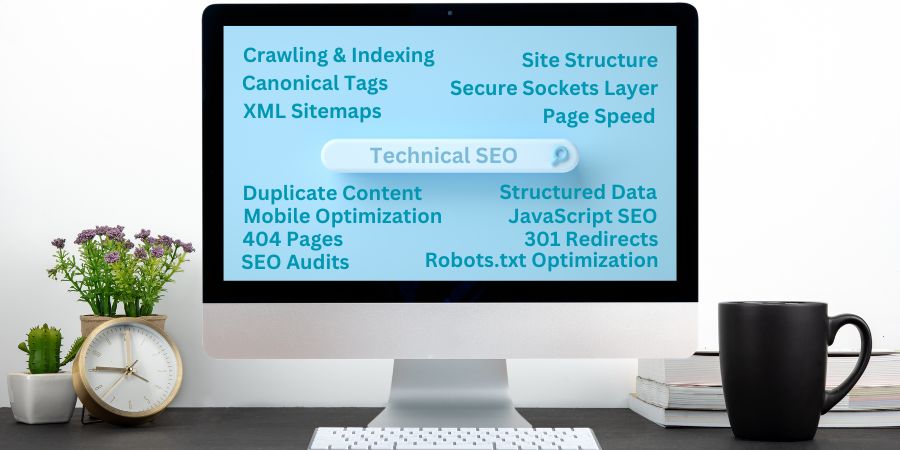 Crawling & Indexing
Canonical Tags
XML Sitemaps
Site Structure
Secure Sockets Layer
Page Speed
Technical SEO
Duplicate Content
Mobile Optimization
404 Pages
SEO Audits
Structured Data
JavaScript SEO
301 Redirects
Robots.txt Optimization